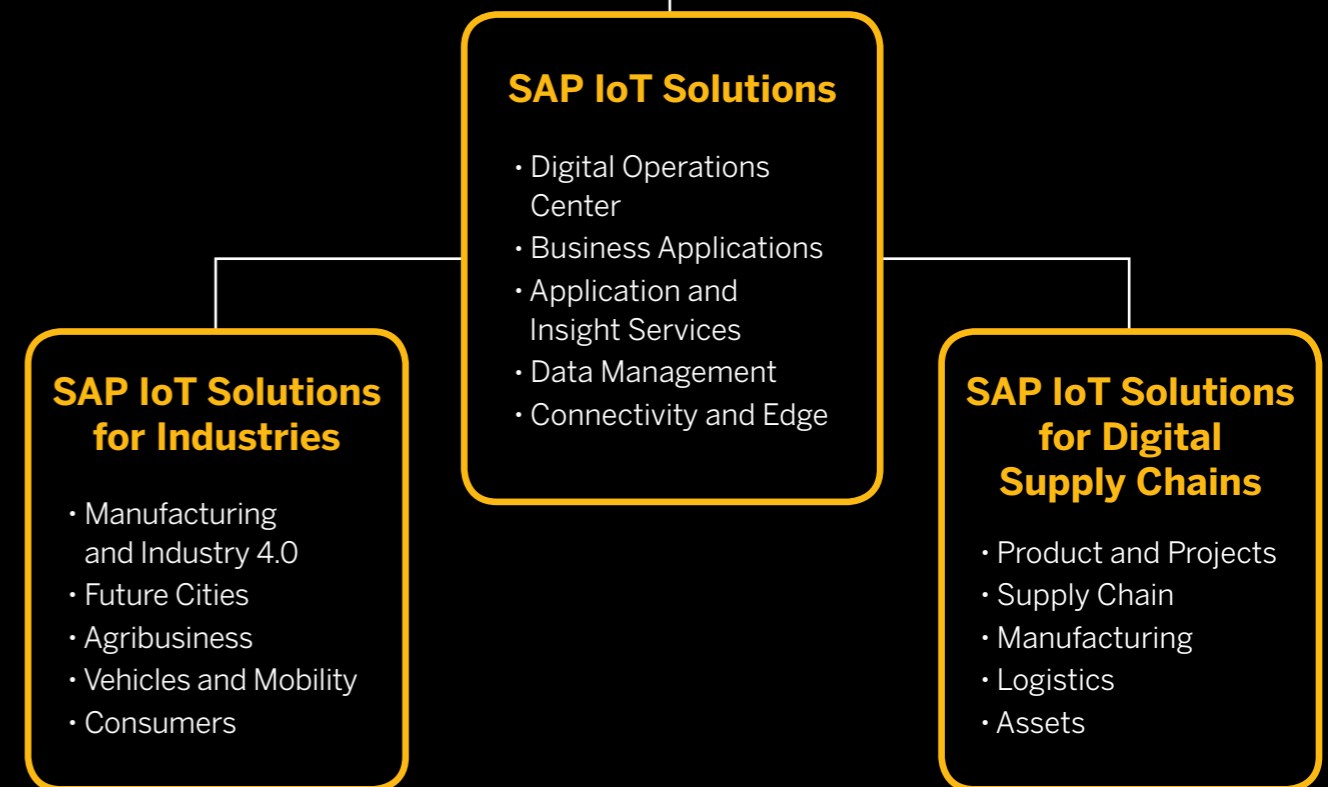 SAP IoT Solutions
· Digital Operations
Center
· Business Applications
· Application and
Insight Services
· Data Management
· Connectivity and Edge
SAP IoT Solutions
for Industries
· Manufacturing
and Industry 4.0
· Future Cities
· Agribusiness
· Vehicles and Mobility
· Consumers
SAP IoT Solutions
for Digital
Supply Chains
· Product and Projects
· Supply Chain
· Manufacturing
· Logistics
· Assets